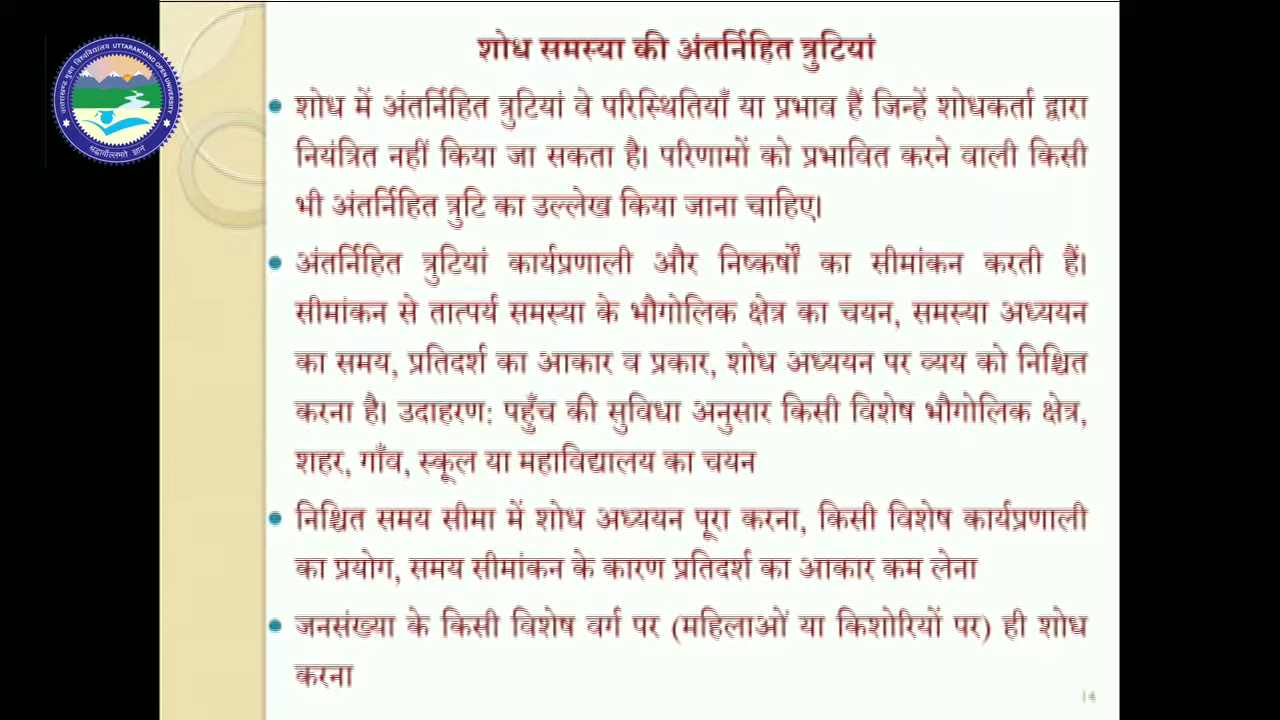 शोध समस्या की अंतर्निहित त्रुटियां
शोध में अंतर्निहित त्रुटियां वे परिस्थितियाँ या प्रभाव हैं जिन्हें शोधकर्ता द्वारा
नियंत्रित नहीं किया जा सकता है। परिणामों को प्रभावित करने वाली किसी
भी अंतर्निहित त्रुटि का उल्लेख किया जाना चाहिए।
अंतर्निहित त्रुटियां कार्यप्रणाली और निष्कर्षों का सीमांकन करती हैं।
सीमांकन से तात्पर्य समस्या के भौगोलिक क्षेत्र का चयन, समस्या अध्ययन
का समय, प्रतिदर्श का आकार व प्रकार, शोध अध्ययन पर व्यय को निश्चित
करना है। उदाहरण: पहुँच की सुविधा अनुसार किसी विशेष भौगोलिक क्षेत्र,
शहर, गाँव, स्कूल या महाविद्यालय का चयन
निश्चित समय सीमा में शोध अध्ययन पूरा करना, किसी विशेष कार्यप्रणाली
का प्रयोग, समय सीमांकन के कारण प्रतिदर्श का आकार कम लेना
जनसंख्या के किसी विशेष वर्ग पर (महिलाओं या किशोरियों पर) ही शोध
करना
14
UTTARAKHAND OPEN UNIVERSITY